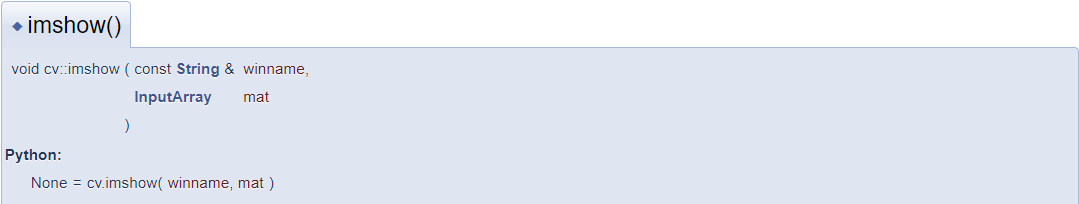 ◆ imshow()
void cv::imshow ( const String & winname,
InputArray mat
)
Python:
None = cv.imshow( winname, mat )